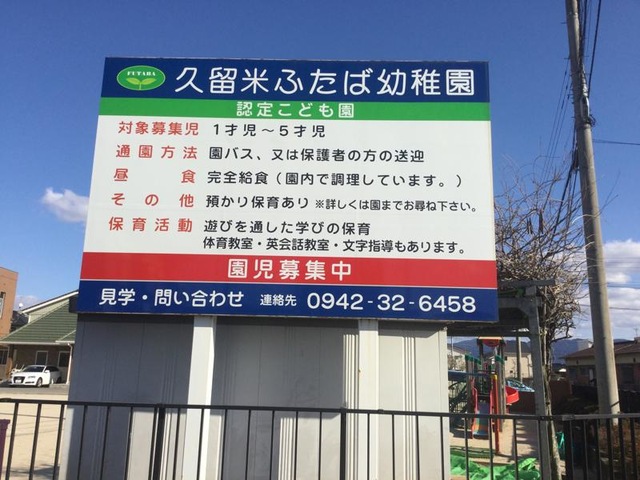 FUTABA
久留米ふたば幼稚園
認定こども園
対象募集児 1才児～5才児
通園方法 園バス、又は保護者の方の送迎
昼食 完全給食(園内で調理しています。)
その他 預かり保育あり ※詳しくは園までお尋ね下さい。
保育活動 遊びを通した学びの保育
体育教室・英会話教室・文字指導もあります。
園児募集中
見学・問い合わせ 連絡先 0942-32-6458